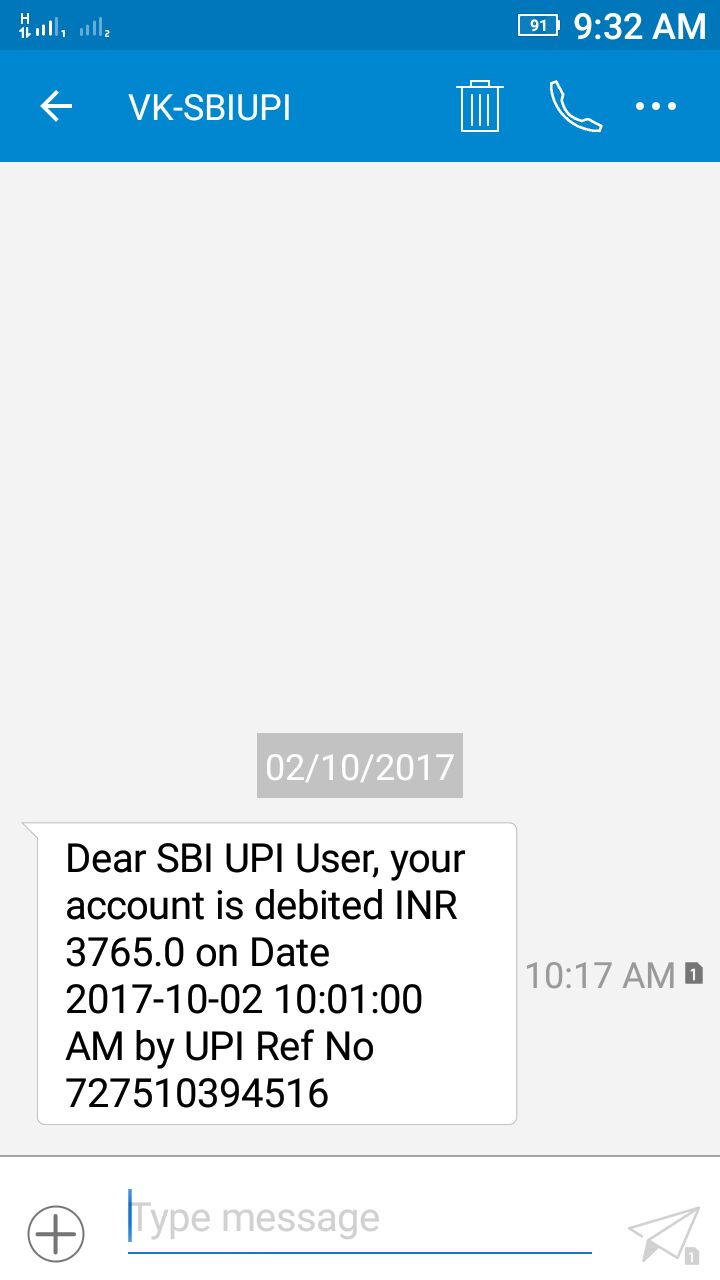 H
1
2
91
9:32 AM
VK-SBIUPI
02/10/2017
Dear SBI UPI User, your
account is debited INR
3765.0 on Date
2017-10-02 10:01:00
AM by UPI Ref No
727510394516
10:17 AM 1
Type message
1